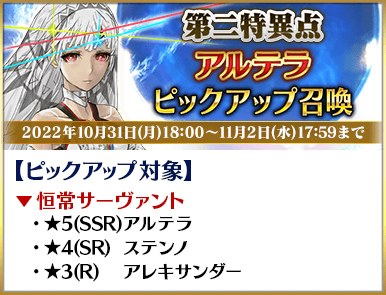 第二特異点
アルテラ
ピックアップ召喚
2022年10月31日(月)18:00～11月2日(水)17:59まで
【ピックアップ対象】
▼恒常サーヴァント
・★5(SSR)アルテラ
・★4(SR) ステンノ
・★3(R) アレキサンダー